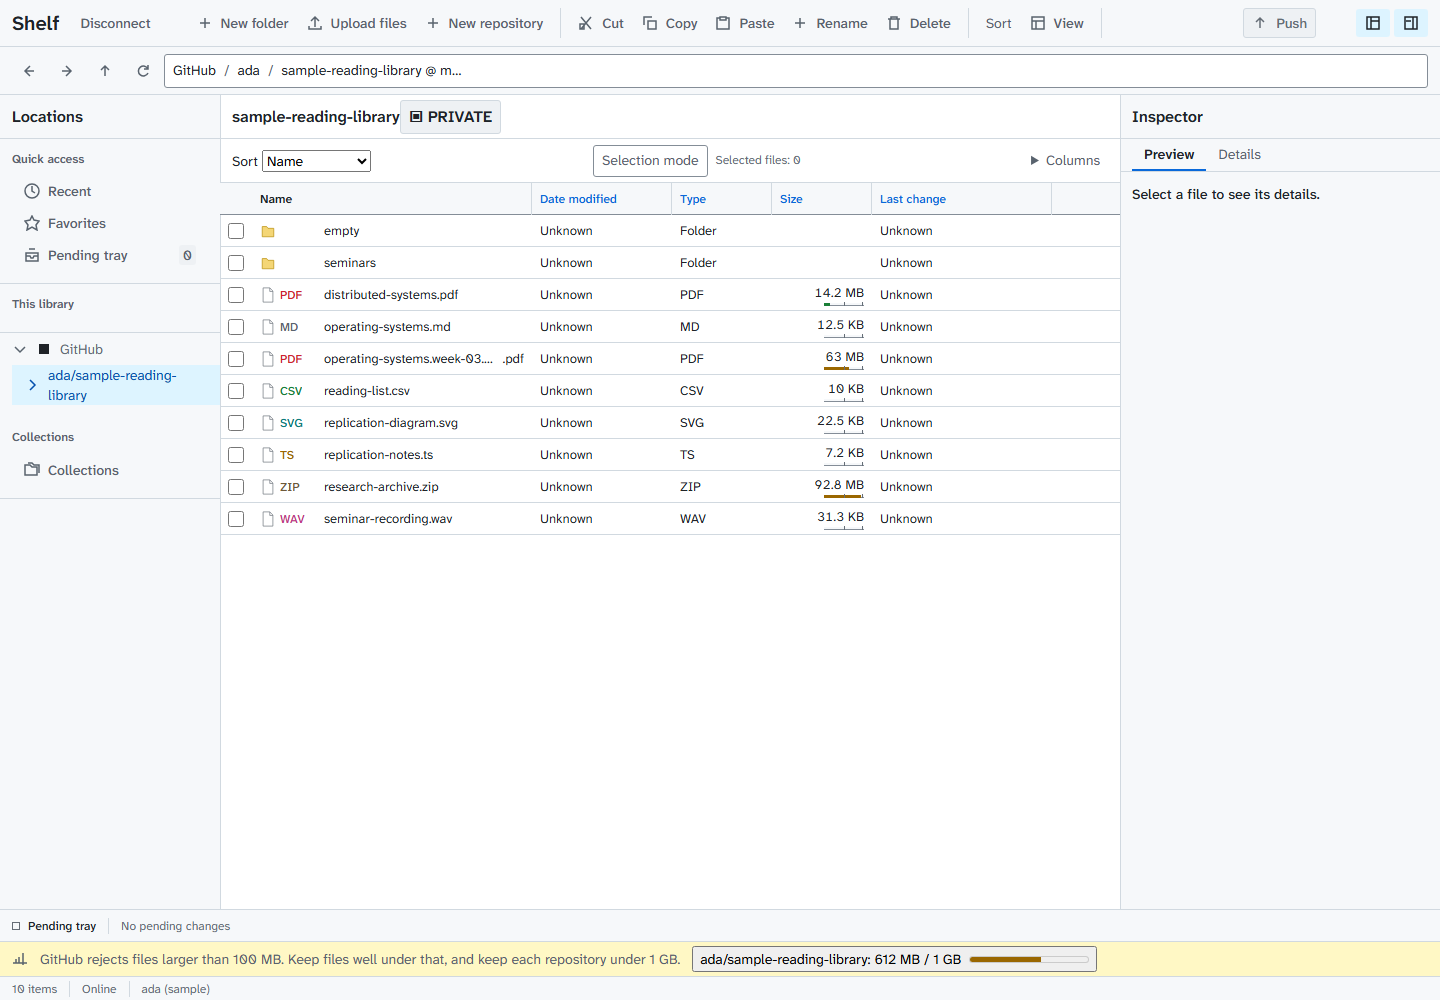 Shelf Disconnect New folder Upload files New repository Cut Copy Paste Rename Delete Sort View Push
GitHub / ada / sample-reading-library @ m...
Locations
Quick access
Recent
Favorites
Pending tray 0
This library
GitHub
ada/sample-reading-
library
Collections
Collections
sample-reading-library PRIVATE
Sort Name Selection mode Selected files: 0 Columns
Name Date modified Type Size Last change
empty Unknown Folder Unknown
seminars Unknown Folder Unknown
PDF distributed-systems.pdf Unknown PDF 14.2 MB Unknown
MD operating-systems.md Unknown MD 12.5 KB Unknown
PDF operating-systems.week-03.... .pdf Unknown PDF 63 MB Unknown
CSV reading-list.csv Unknown CSV 10 KB Unknown
SVG replication-diagram.svg Unknown SVG 22.5 KB Unknown
TS replication-notes.ts Unknown TS 7.2 KB Unknown
ZIP research-archive.zip Unknown ZIP 92.8 MB Unknown
WAV seminar-recording.wav Unknown WAV 31.3 KB Unknown
Inspector
Preview Details
Select a file to see its details.
Pending tray No pending changes
GitHub rejects files larger than 100 MB. Keep files well under that, and keep each repository under 1 GB. ada/sample-reading-library: 612 MB / 1 GB
10 items Online ada (sample)